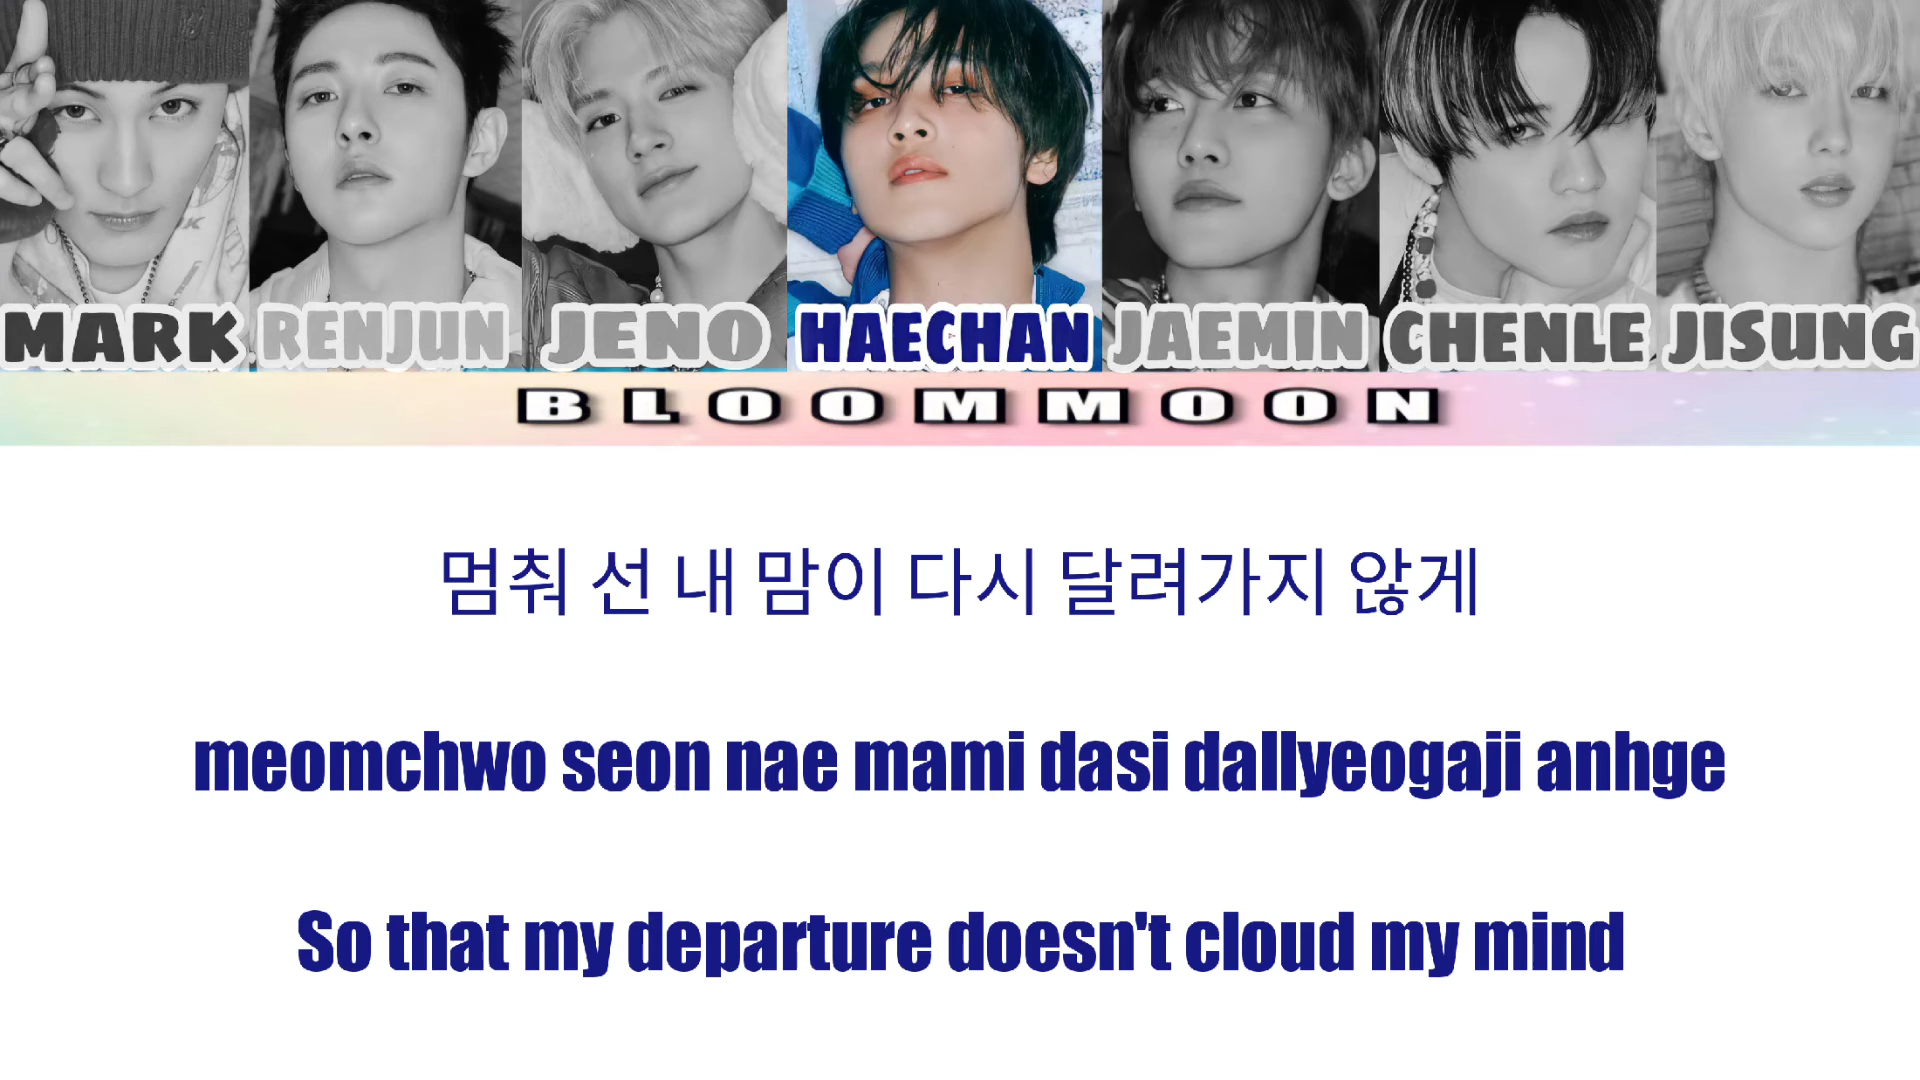 MARK RENJUN JENO HAECHAN JAEMIN CHENLE JISUNG
BLOOMMOON
멈춰 선 내 맘이 다시 달려가지 않게
meomchwo seon nae mami dasi dallyeogaji anhge
So that my departure doesn't cloud my mind